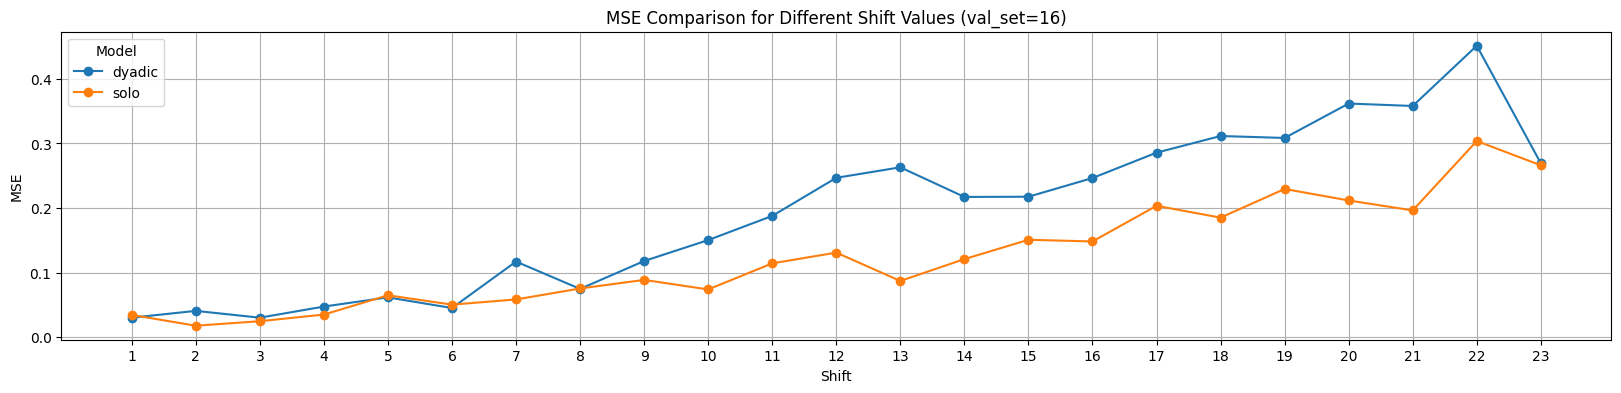 MSE Comparison for Different Shift Values (val_set=16)
Model
dyadic
solo
MSE
0.4
0.3
0.2
0.1
0.0
1 2 3 4 5 6 7 8 9 10 11 12 13 14 15 16 17 18 19 20 21 22 23
Shift